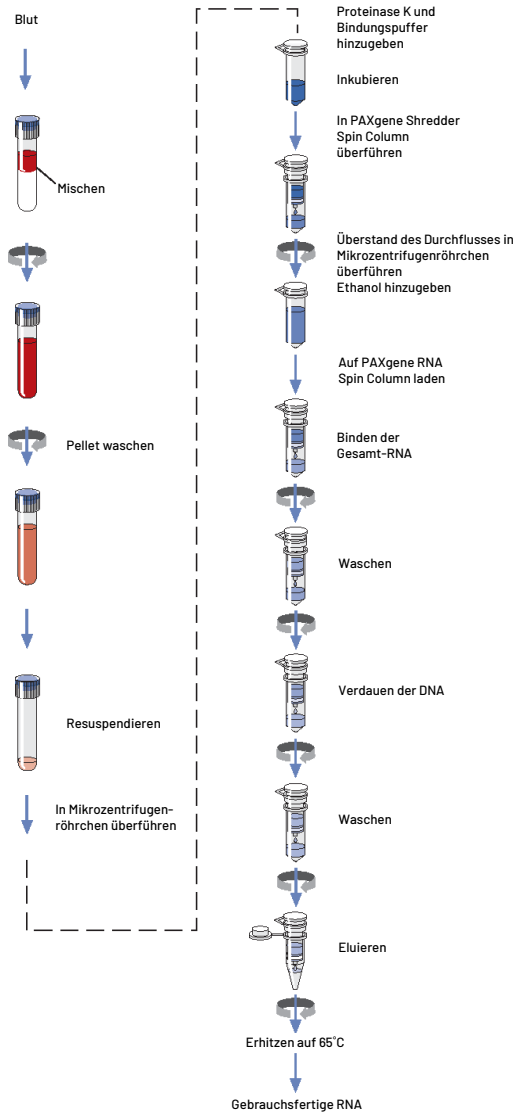 Blut
Mischen
Pellet waschen
Resuspendieren
In Mikrozentrifugen-
röhrchen überführen
Proteinase K und
Bindungspuffer
hinzugeben
Inkubieren
In PAXgene Shredder
Spin Column
überführen
Überstand des Durchflusses in
Mikrozentrifugenröhrchen
überführen
Ethanol hinzugeben
Auf PAXgene RNA
Spin Column laden
Binden der
Gesamt-RNA
Waschen
Verdauen der DNA
Waschen
Eluieren
Erhitzen auf 65°C
Gebrauchsfertige RNA